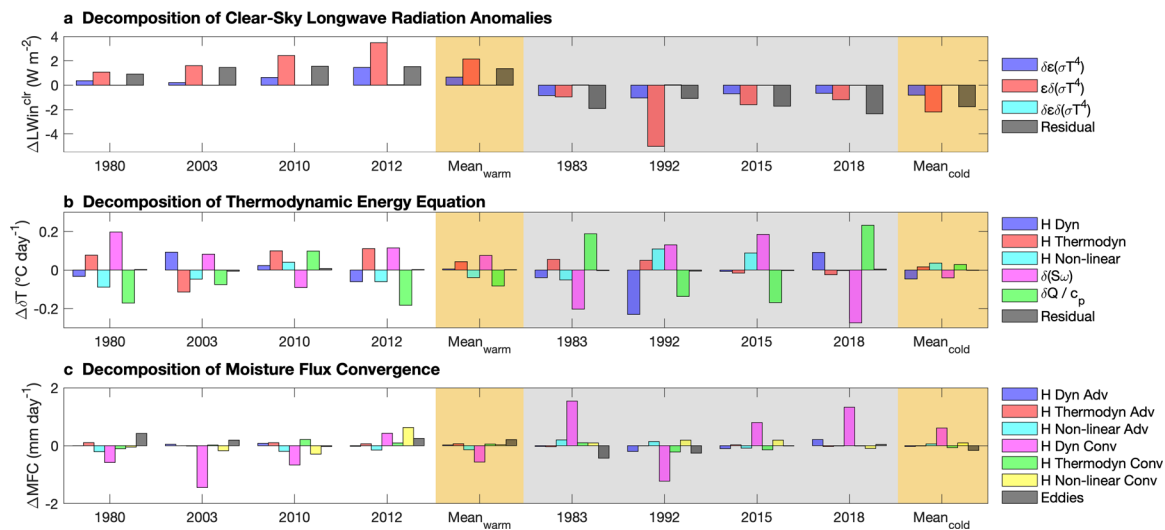 a Decomposition of Clear-Sky Longwave Radiation Anomalies
ΔLWin^clr (W m^-2)
4
2
0
-2
-4
1980 2003 2010 2012 Mean_warm 1983 1992 2015 2018 Mean_cold
δε(σT^4)
εδ(σT^4)
δεδ(σT^4)
Residual
b Decomposition of Thermodynamic Energy Equation
ΔδT (°C day^-1)
0.2
0
-0.2
1980 2003 2010 2012 Mean_warm 1983 1992 2015 2018 Mean_cold
H Dyn
H Thermodyn
H Non-linear
δ(Sω)
δQ / c_p
Residual
c Decomposition of Moisture Flux Convergence
ΔMFC (mm day^-1)
2
0
-2
1980 2003 2010 2012 Mean_warm 1983 1992 2015 2018 Mean_cold
H Dyn Adv
H Thermodyn Adv
H Non-linear Adv
H Dyn Conv
H Thermodyn Conv
H Non-linear Conv
Eddies